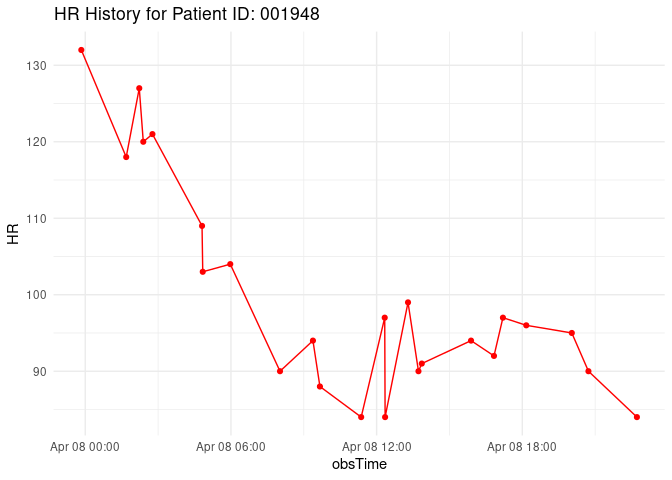 HR History for Patient ID: 001948
130
120
110
100
90
HR
Apr 08 00:00
Apr 08 06:00
Apr 08 12:00
Apr 08 18:00
obsTime